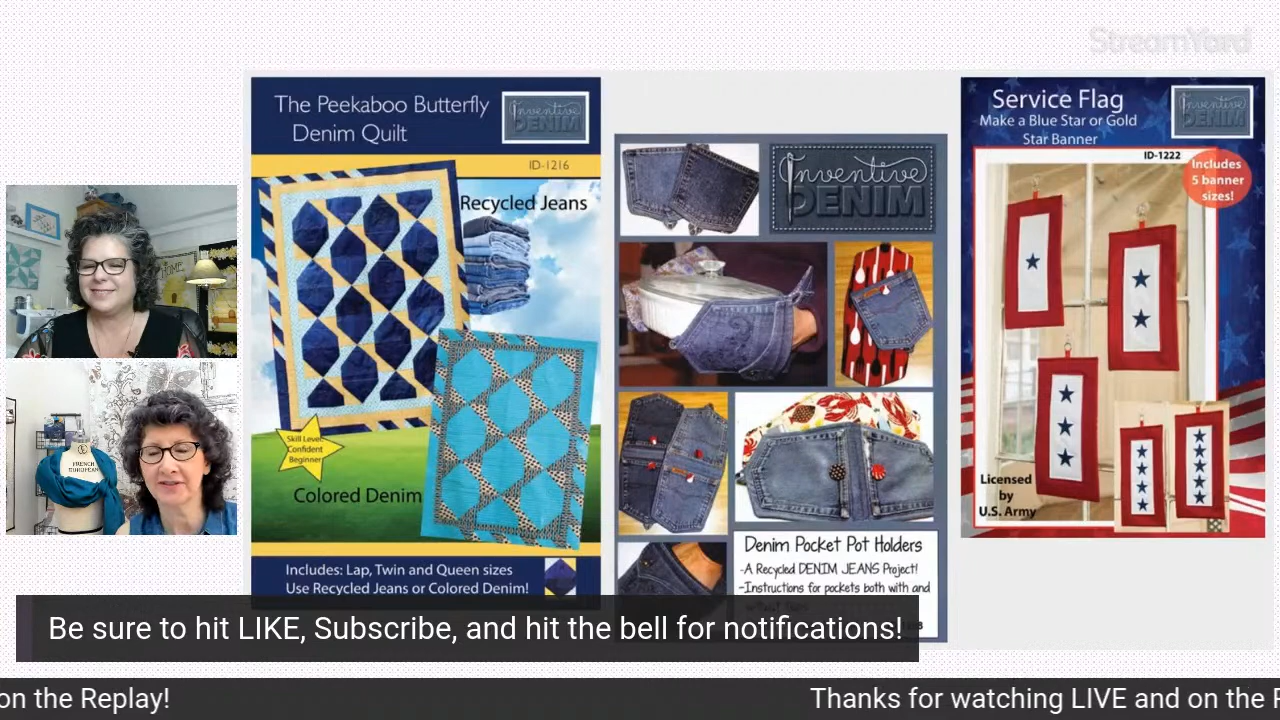 StreamYard
The Peekaboo Butterfly
Denim Quilt
Inventive
DENIM
ID-1216
Recycled Jeans
Skill Level:
Confident
Beginner
Colored Denim
Includes: Lap, Twin and Queen sizes
Use Recycled Jeans or Colored Denim!
Inventive
DENIM
Denim Pocket Pot Holders
-A Recycled DENIM JEANS Project!
-Instructions for pockets both with and
Service Flag
Make a Blue Star or Gold
Star Banner
Inventive
DENIM
ID-1222
Includes
5 banner
sizes!
Licensed
by
U.S. Army
HOME
FRENCH
EUROPEAN
Be sure to hit LIKE, Subscribe, and hit the bell for notifications!
on the Replay!
Thanks for watching LIVE and on the